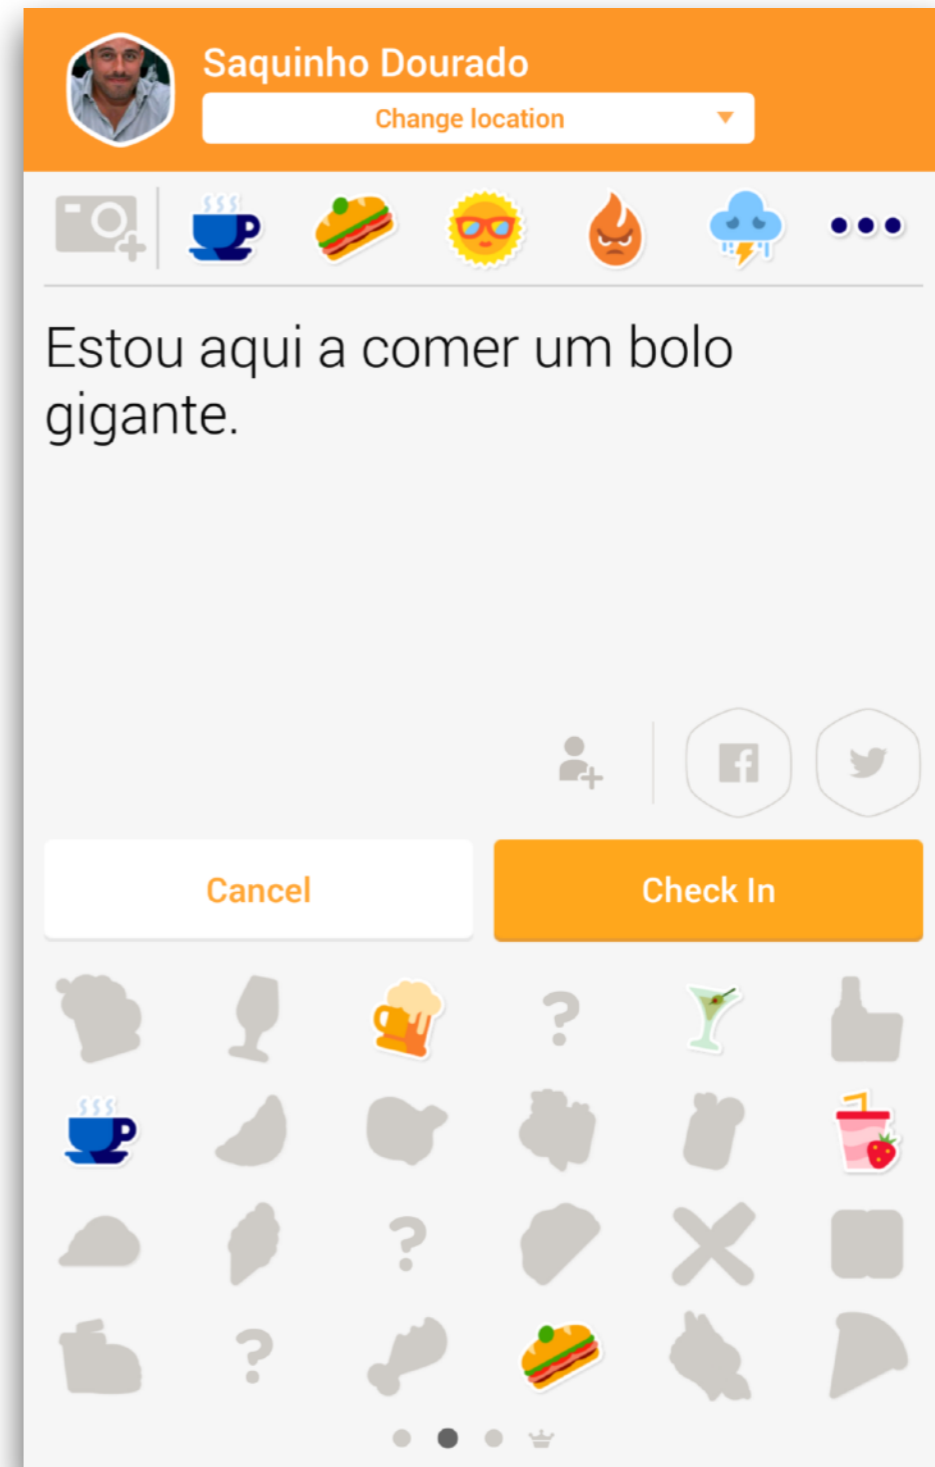 Saquinho Dourado
Change location
Estou aqui a comer um bolo
gigante.
Cancel
Check In
?
?
?